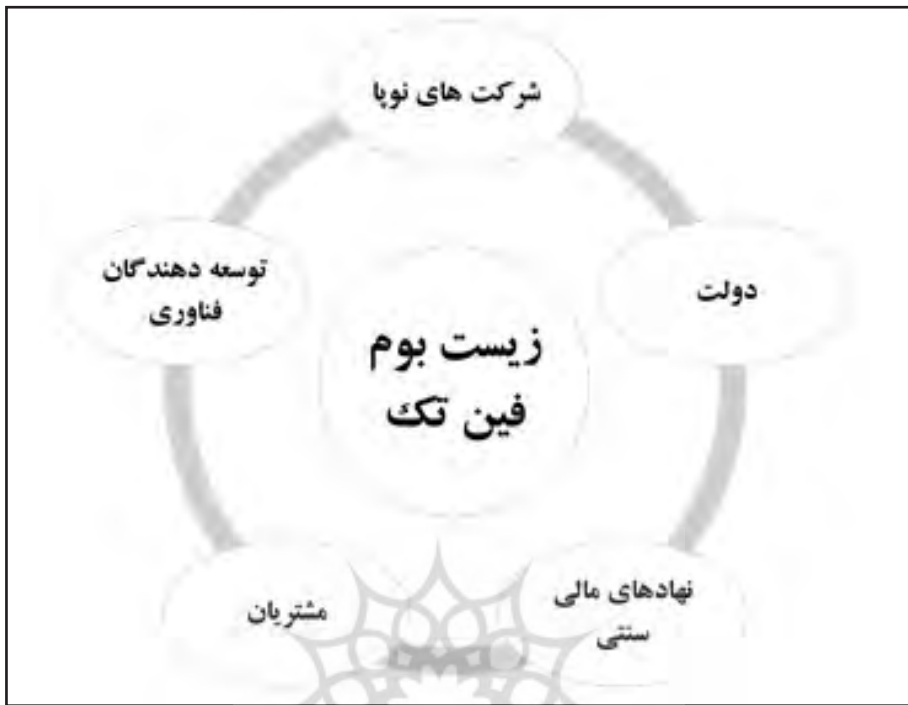 شرکت های نوپا
دولت
نهادهای مالی
سنتی
مشتریان
توسعه دهندگان
فناوری
زیست بوم
فین تک